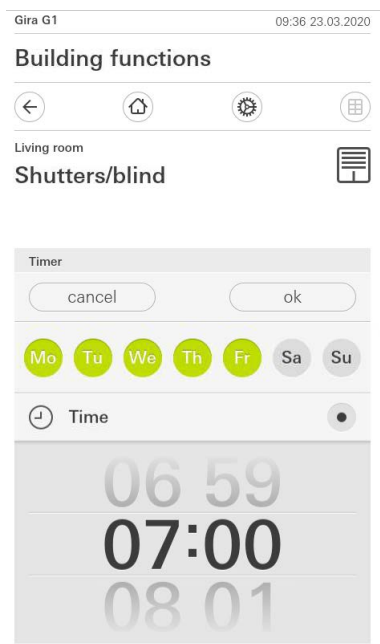 Gira G1 09:36 23.03.2020
Building functions
Living room
Shutters/blind
Timer
cancel ok
Mo Tu We Th Fr Sa Su
Time
06 59
07:00
08 01